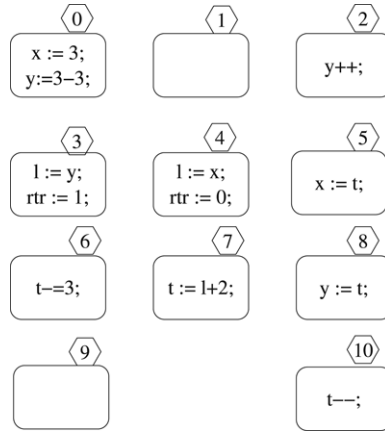 0
1
2
x := 3;
y:=3−3;
y++;
3
4
5
l := y;
rtr := 1;
l := x;
rtr := 0;
x := t;
6
7
8
t−=3;
t := l+2;
y := t;
9
10
t−−;